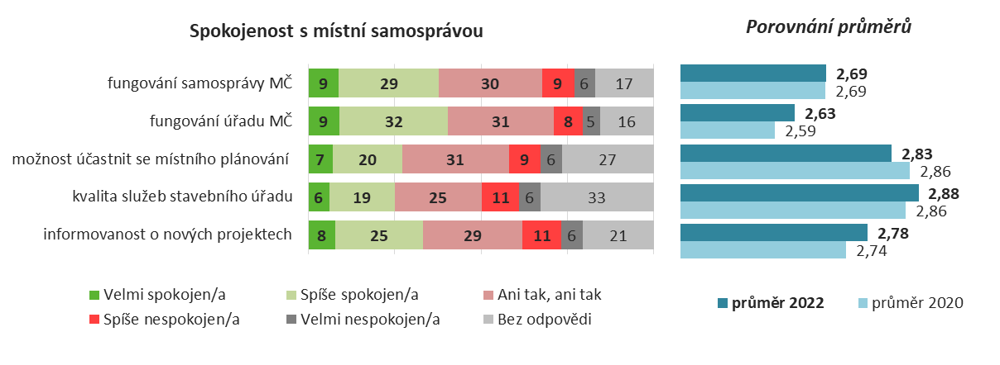 Spokojenost s místní samosprávou
fungování samosprávy MČ 9 29 30 9 6 17
fungování úřadu MČ 9 32 31 8 5 16
možnost účastnit se místního plánování 7 20 31 9 6 27
kvalita služeb stavebního úřadu 6 19 25 11 6 33
informovanost o nových projektech 8 25 29 11 6 21
Velmi spokojen/a Spíše spokojen/a Ani tak, ani tak
Spíše nespokojen/a Velmi nespokojen/a Bez odpovědi
Porovnání průměrů
2,69
2,69
2,63
2,59
2,83
2,86
2,88
2,86
2,78
2,74
průměr 2022 průměr 2020